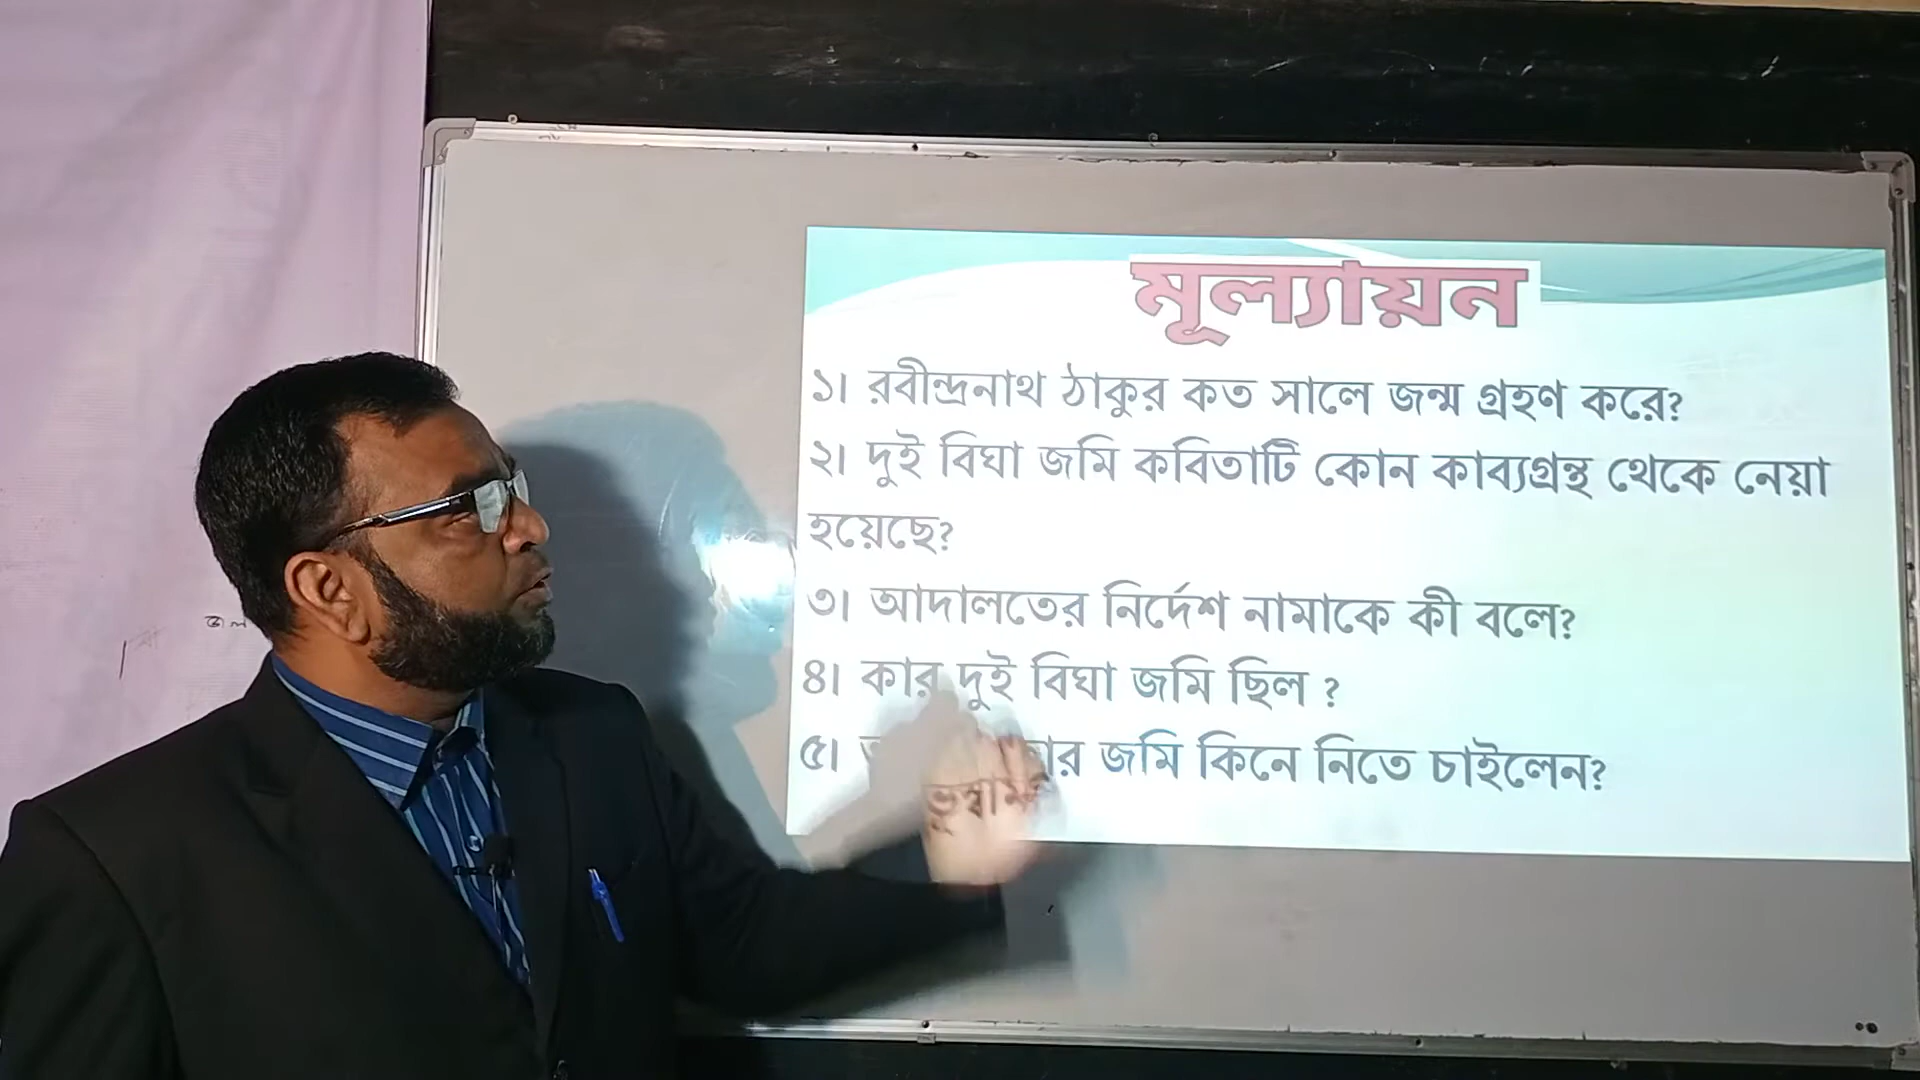 মূল্যায়ন
১। রবীন্দ্রনাথ ঠাকুর কত সালে জন্ম গ্রহণ করে?
২। দুই বিঘা জমি কবিতাটি কোন কাব্যগ্রন্থ থেকে নেয়া
হয়েছে?
৩। আদালতের নির্দেশ নামাকে কী বলে?
৪। কার দুই বিঘা জমি ছিল ?
৫। জমি কিনে নিতে চাইলেন?